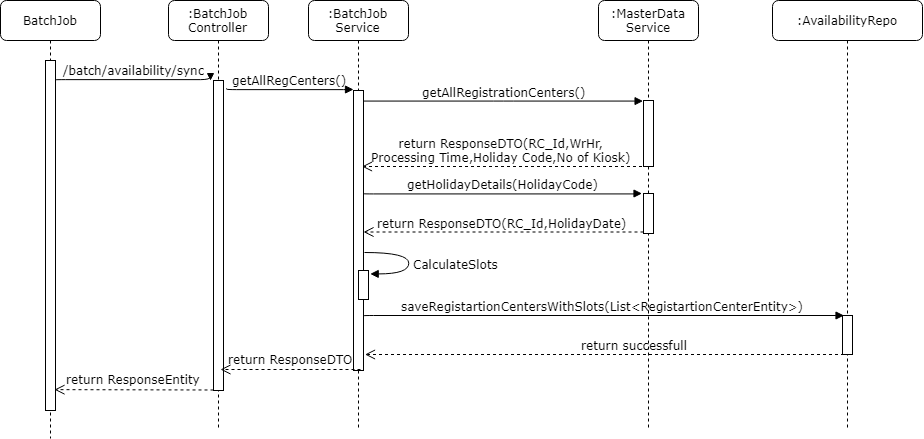 BatchJob
:BatchJob
Controller
:BatchJob
Service
:MasterData
Service
:AvailabilityRepo
/batch/availability/sync
getAllRegCenters()
getAllRegistrationCenters()
return ResponseDTO(RC_Id,WrHr,
Processing Time,Holiday Code,No of Kiosk)
getHolidayDetails(HolidayCode)
return ResponseDTO(RC_Id,HolidayDate)
CalculateSlots
saveRegistartionCentersWithSlots(List<RegistartionCenterEntity>)
return successfull
return ResponseDTO
return ResponseEntity